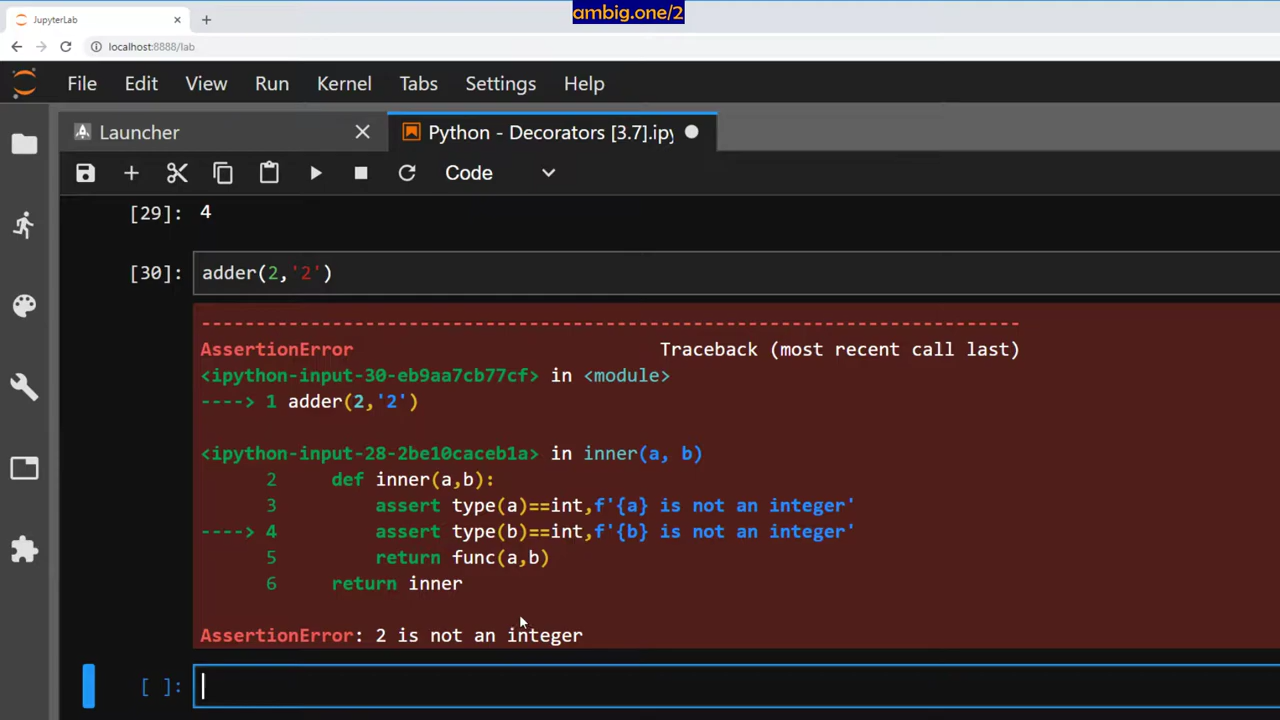 ambig.one/2
JupyterLab
localhost:8888/lab
File Edit View Run Kernel Tabs Settings Help
Launcher Python - Decorators [3.7].ipy
Code
[29]: 4
[30]: adder(2,'2')
---------------------------------------------------------------------------
AssertionError Traceback (most recent call last)
<ipython-input-30-eb9aa7cb77cf> in <module>
----> 1 adder(2,'2')
<ipython-input-28-2be10caceb1a> in inner(a, b)
2 def inner(a,b):
3 assert type(a)==int,f'{a} is not an integer'
----> 4 assert type(b)==int,f'{b} is not an integer'
5 return func(a,b)
6 return inner
AssertionError: 2 is not an integer
[ ]: